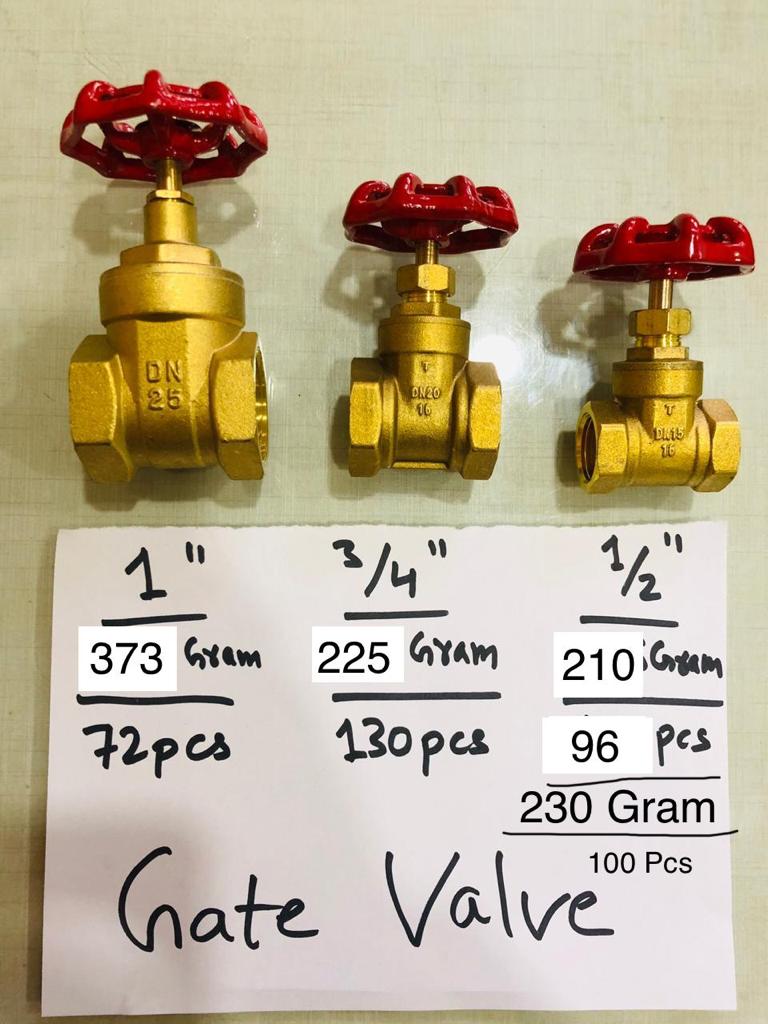 DN
25
T
DN20
16
T
DN15
16
1" 3/4" 1/2"
373 Gram 225 Gram 210 Gram
72pcs 130pcs 96 pcs
230 Gram
100 Pcs
Gate Valve